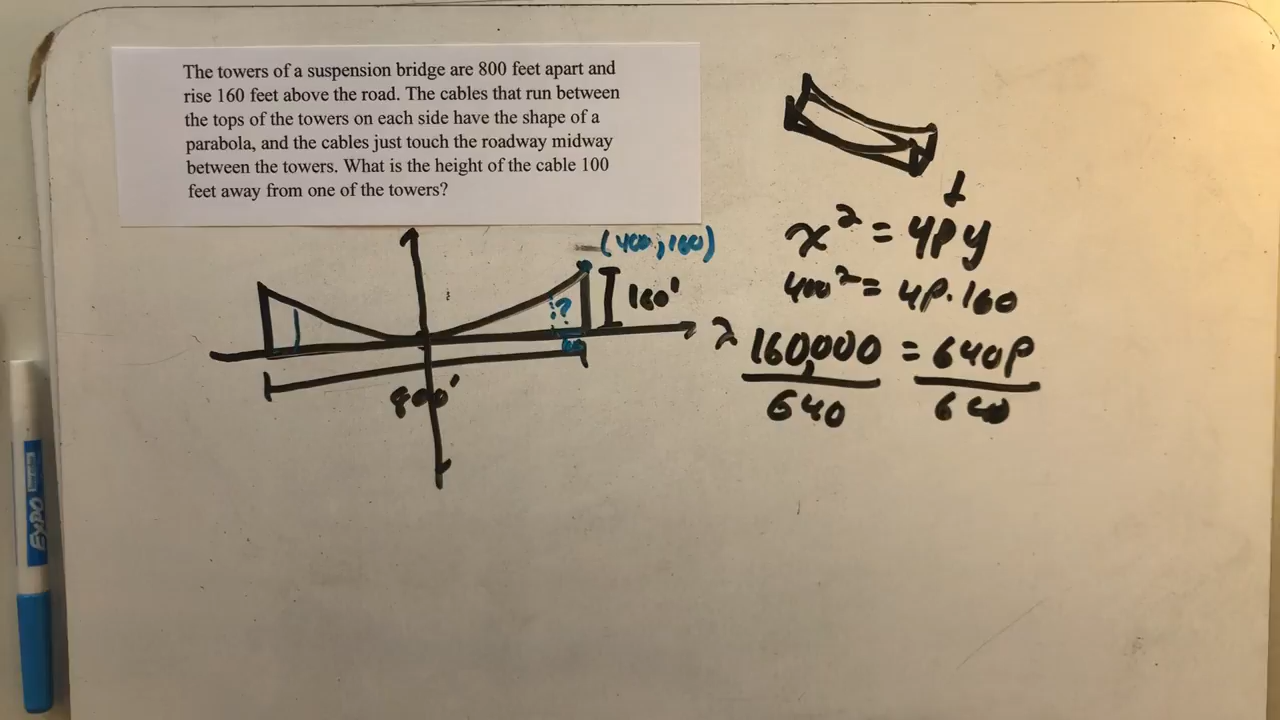 The towers of a suspension bridge are 800 feet apart and
rise 160 feet above the road. The cables that run between
the tops of the towers on each side have the shape of a
parabola, and the cables just touch the roadway midway
between the towers. What is the height of the cable 100
feet away from one of the towers?
(400,160)
160'
?
800'
x² = 4py
400² = 4p·160
160,000 = 640p
640 640
EXPO